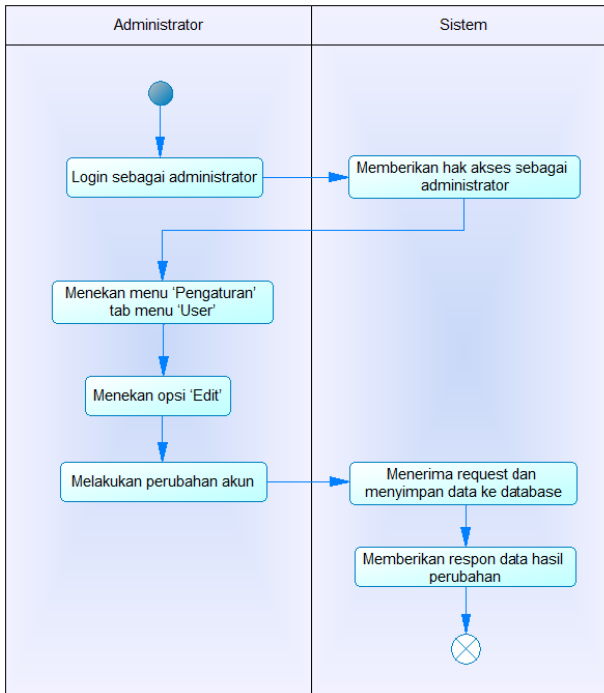 Administrator
Sistem
Login sebagai administrator
Memberikan hak akses sebagai
administrator
Menekan menu ‘Pengaturan’
tab menu ‘User’
Menekan opsi ‘Edit’
Melakukan perubahan akun
Menerima request dan
menyimpan data ke database
Memberikan respon data hasil
perubahan